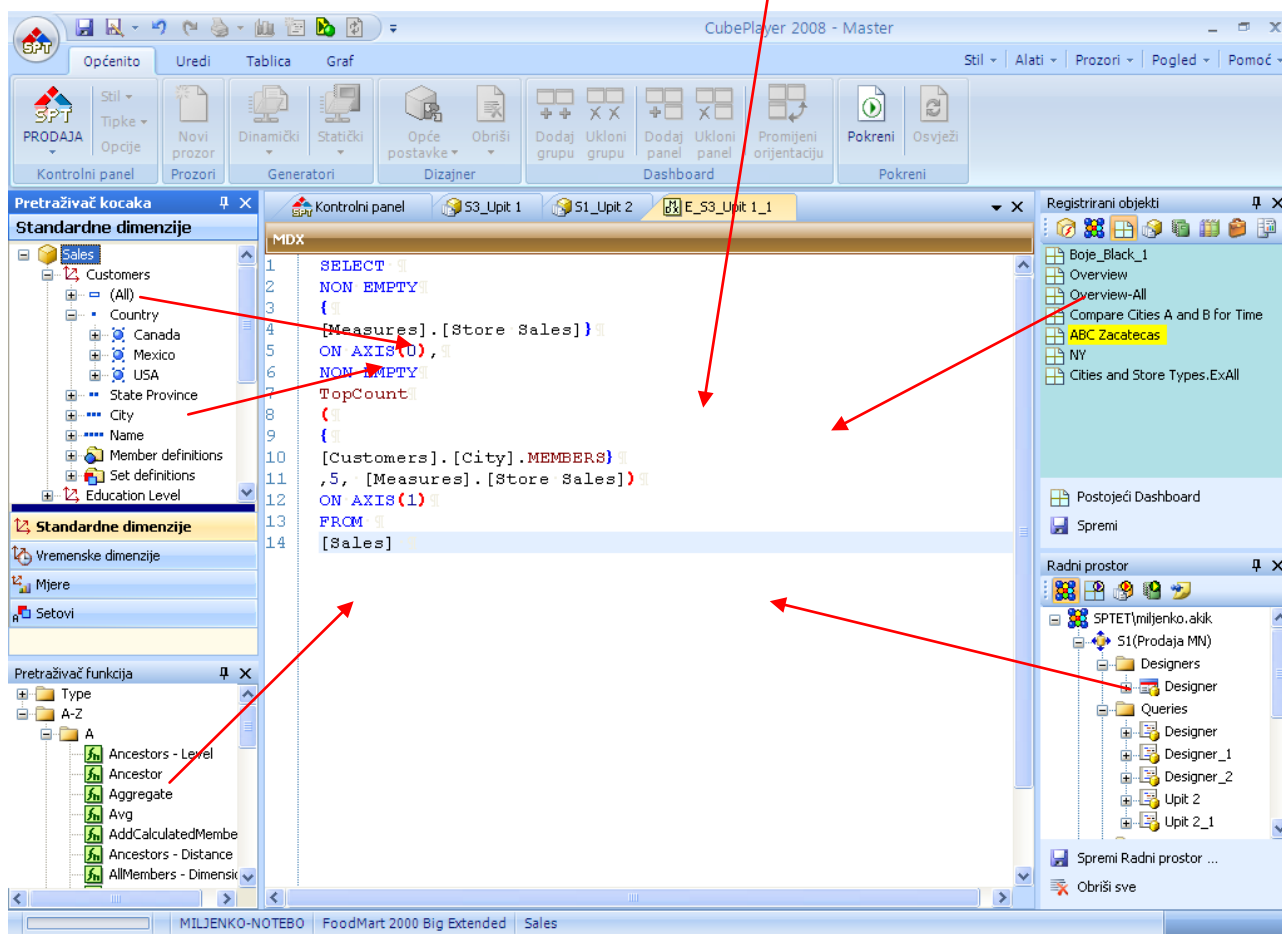 CubePlayer 2008 - Master
SPT
Općenito Uredi Tablica Graf Stil Alati Prozori Pogled Pomoć
SPT PRODAJA
Stil
Tipke
Opcije
Novi prozor
Dinamički
Statički
Opće postavke
Obriši
Dodaj grupu
Ukloni grupu
Dodaj panel
Ukloni panel
Promijeni orijentaciju
Pokreni
Osvježi
Kontrolni panel Prozori Generatori Dizajner Dashboard Pokreni
Pretraživač kocaka
Standardne dimenzije
Sales
Customers
(All)
Country
Canada
Mexico
USA
State Province
City
Name
Member definitions
Set definitions
Education Level
Standardne dimenzije
Vremenske dimenzije
Mjere
Setovi
Pretraživač funkcija
Type
A-Z
A
Ancestors - Level
Ancestor
Aggregate
Avg
AddCalculatedMembe
Ancestors - Distance
AllMembers - Dimensic
Kontrolni panel S3_Upit 1 S1_Upit 2 E_S3_Upit 1_1
MDX
1 SELECT ¶
2 NON EMPTY¶
3 {¶
4 [Measures].[Store Sales]}¶
5 ON AXIS(0),¶
6 NON EMPTY¶
7 TopCount¶
8 (¶
9 {¶
10 [Customers].[City].MEMBERS}¶
11 ,5, [Measures].[Store Sales])¶
12 ON AXIS(1)¶
13 FROM ¶
14 [Sales] ¶
Registrirani objekti
Boje_Black_1
Overview
Overview-All
Compare Cities A and B for Time
ABC Zacatecas
NY
Cities and Store Types.ExAll
Postojeći Dashboard
Spremi
Radni prostor
SPTET\miljenko.akik
S1(Prodaja MN)
Designers
Designer
Queries
Designer
Designer_1
Designer_2
Upit 2
Upit 2_1
Spremi Radni prostor ...
Obriši sve
MILJENKO-NOTEBO FoodMart 2000 Big Extended Sales